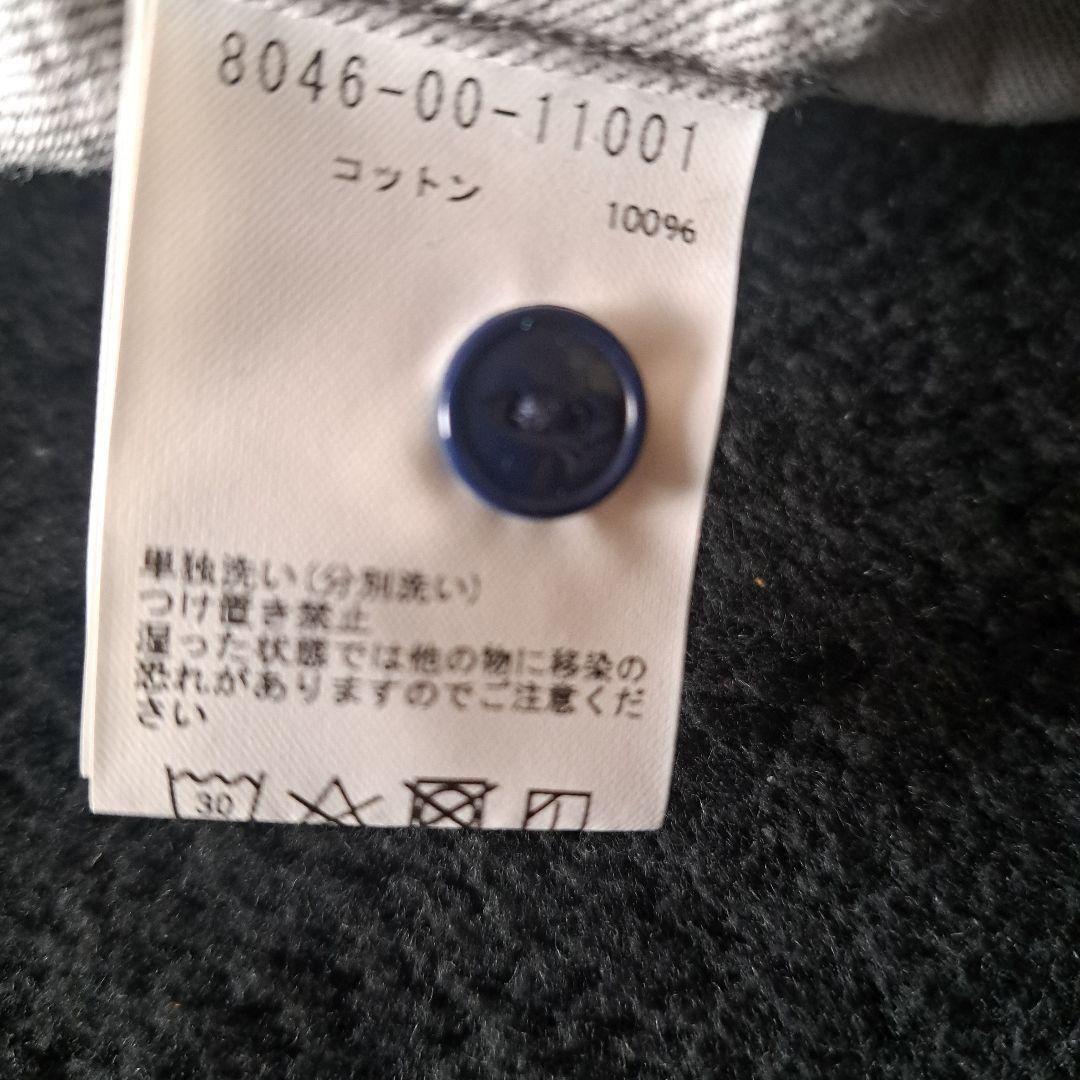 8046-00-11001
コットン
100%
単独洗い(分別洗い)
つけ置き禁止
湿った状態では他の物に移染の
恐れがありますのでご注意くだ
さい
30